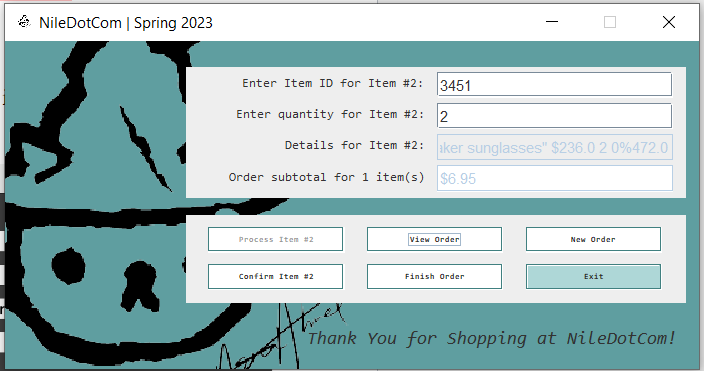 NileDotCom | Spring 2023
Enter Item ID for Item #2: 3451
Enter quantity for Item #2: 2
Details for Item #2: aker sunglasses" $236.0 2 0%472.0
Order subtotal for 1 item(s) $6.95
Process Item #2 View Order New Order
Confirm Item #2 Finish Order Exit
Thank You for Shopping at NileDotCom!